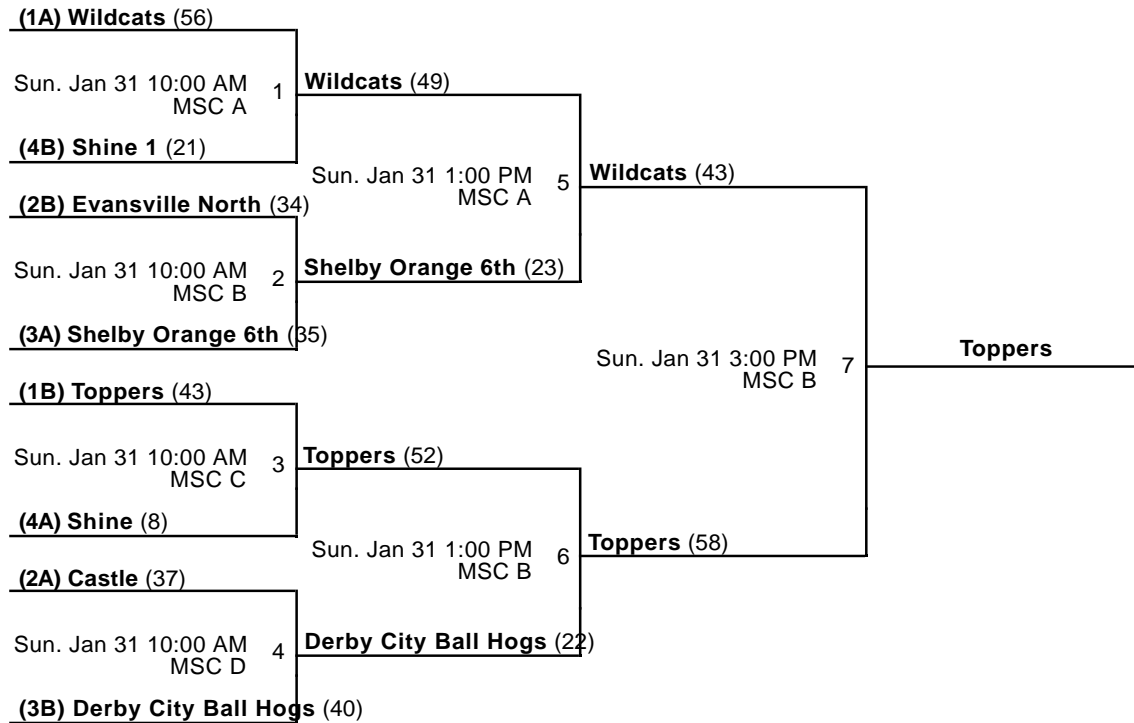 (1A) Wildcats (56)
Sun. Jan 31 10:00 AM
MSC A
1
(4B) Shine 1 (21)
Wildcats (49)
Sun. Jan 31 1:00 PM
MSC A
5
(2B) Evansville North (34)
Sun. Jan 31 10:00 AM
MSC B
2
(3A) Shelby Orange 6th (35)
Shelby Orange 6th (23)
Wildcats (43)
Sun. Jan 31 3:00 PM
MSC B
7
Toppers
(1B) Toppers (43)
Sun. Jan 31 10:00 AM
MSC C
3
(4A) Shine (8)
Toppers (52)
Sun. Jan 31 1:00 PM
MSC B
6
Toppers (58)
(2A) Castle (37)
Sun. Jan 31 10:00 AM
MSC D
4
(3B) Derby City Ball Hogs (40)
Derby City Ball Hogs (22)